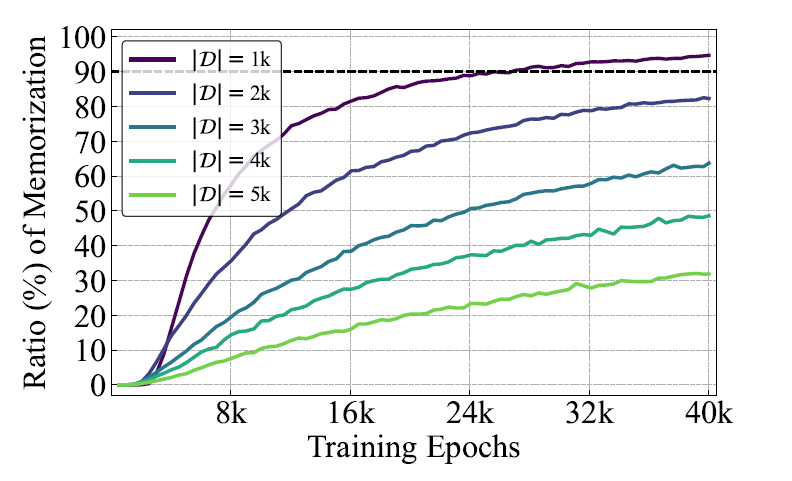 Ratio (%) of Memorization
100
90
80
70
60
50
40
30
20
10
0
|𝒟| = 1k
|𝒟| = 2k
|𝒟| = 3k
|𝒟| = 4k
|𝒟| = 5k
8k 16k 24k 32k 40k
Training Epochs